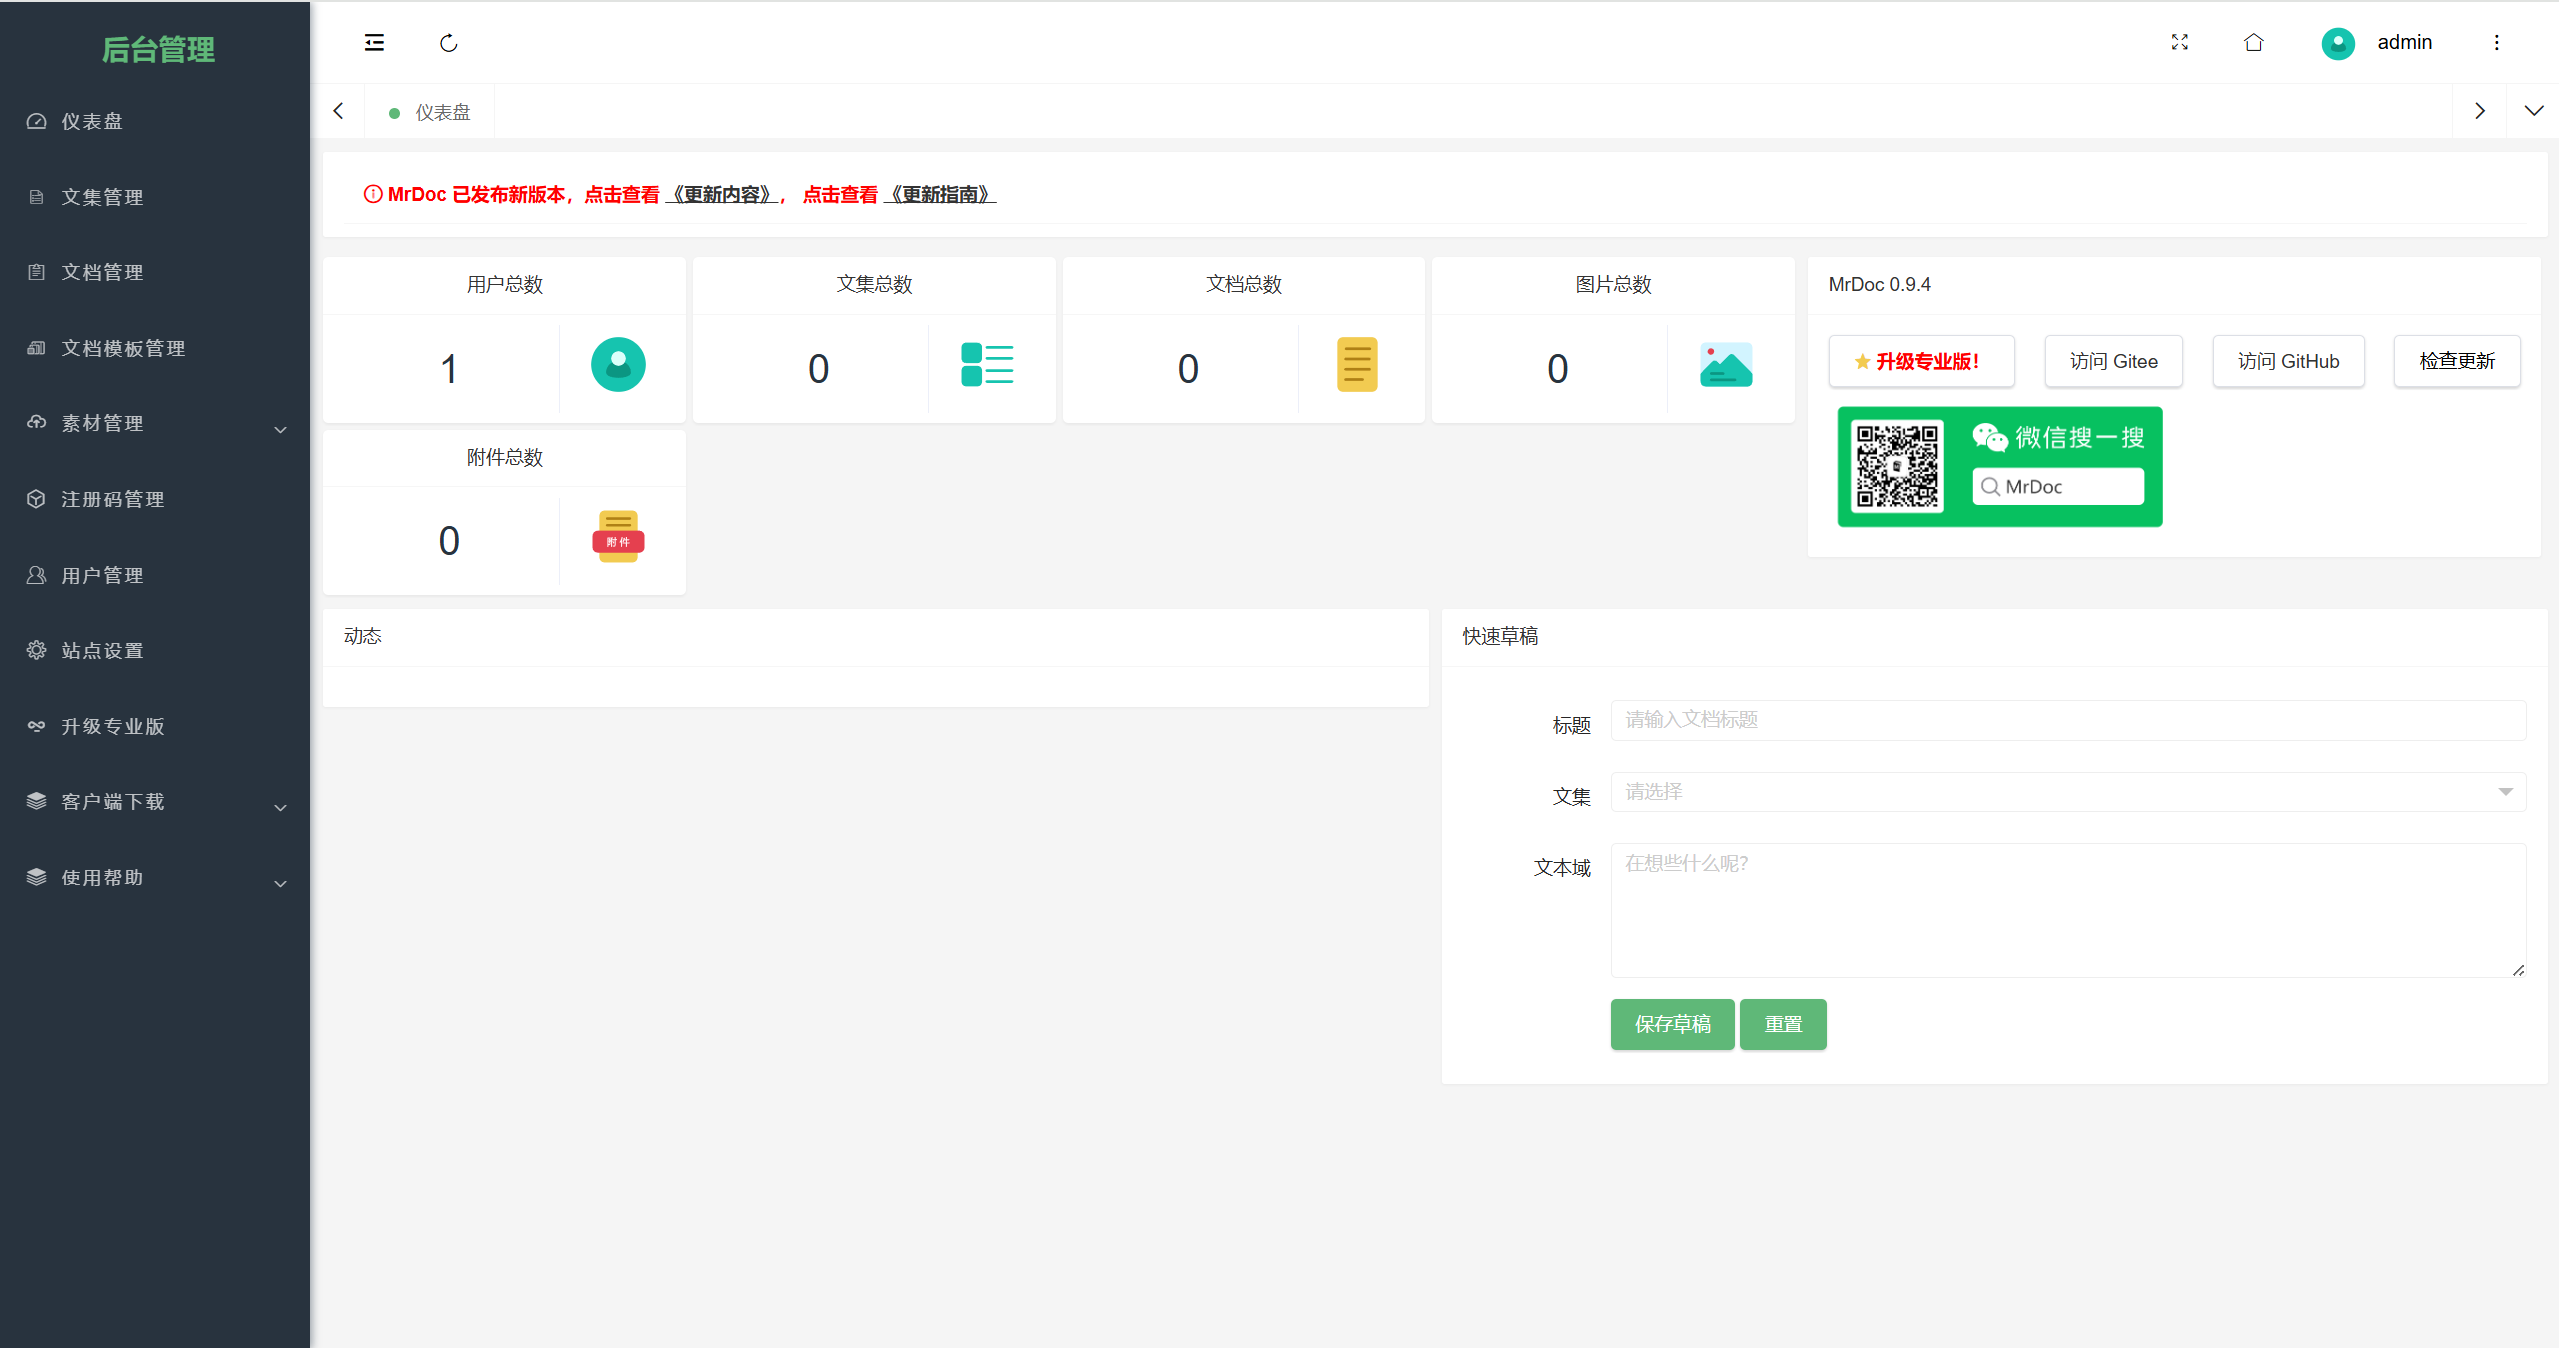 后台管理
仪表盘
文集管理
文档管理
文档模板管理
素材管理
注册码管理
用户管理
站点设置
升级专业版
客户端下载
使用帮助
admin
仪表盘
MrDoc 已发布新版本，点击查看《更新内容》， 点击查看《更新指南》
用户总数
1
文集总数
0
文档总数
0
图片总数
0
附件总数
0
附件
MrDoc 0.9.4
升级专业版！
访问 Gitee
访问 GitHub
检查更新
微信搜一搜
MrDoc
动态
快速草稿
标题
请输入文档标题
文集
请选择
文本域
在想些什么呢？
保存草稿
重置